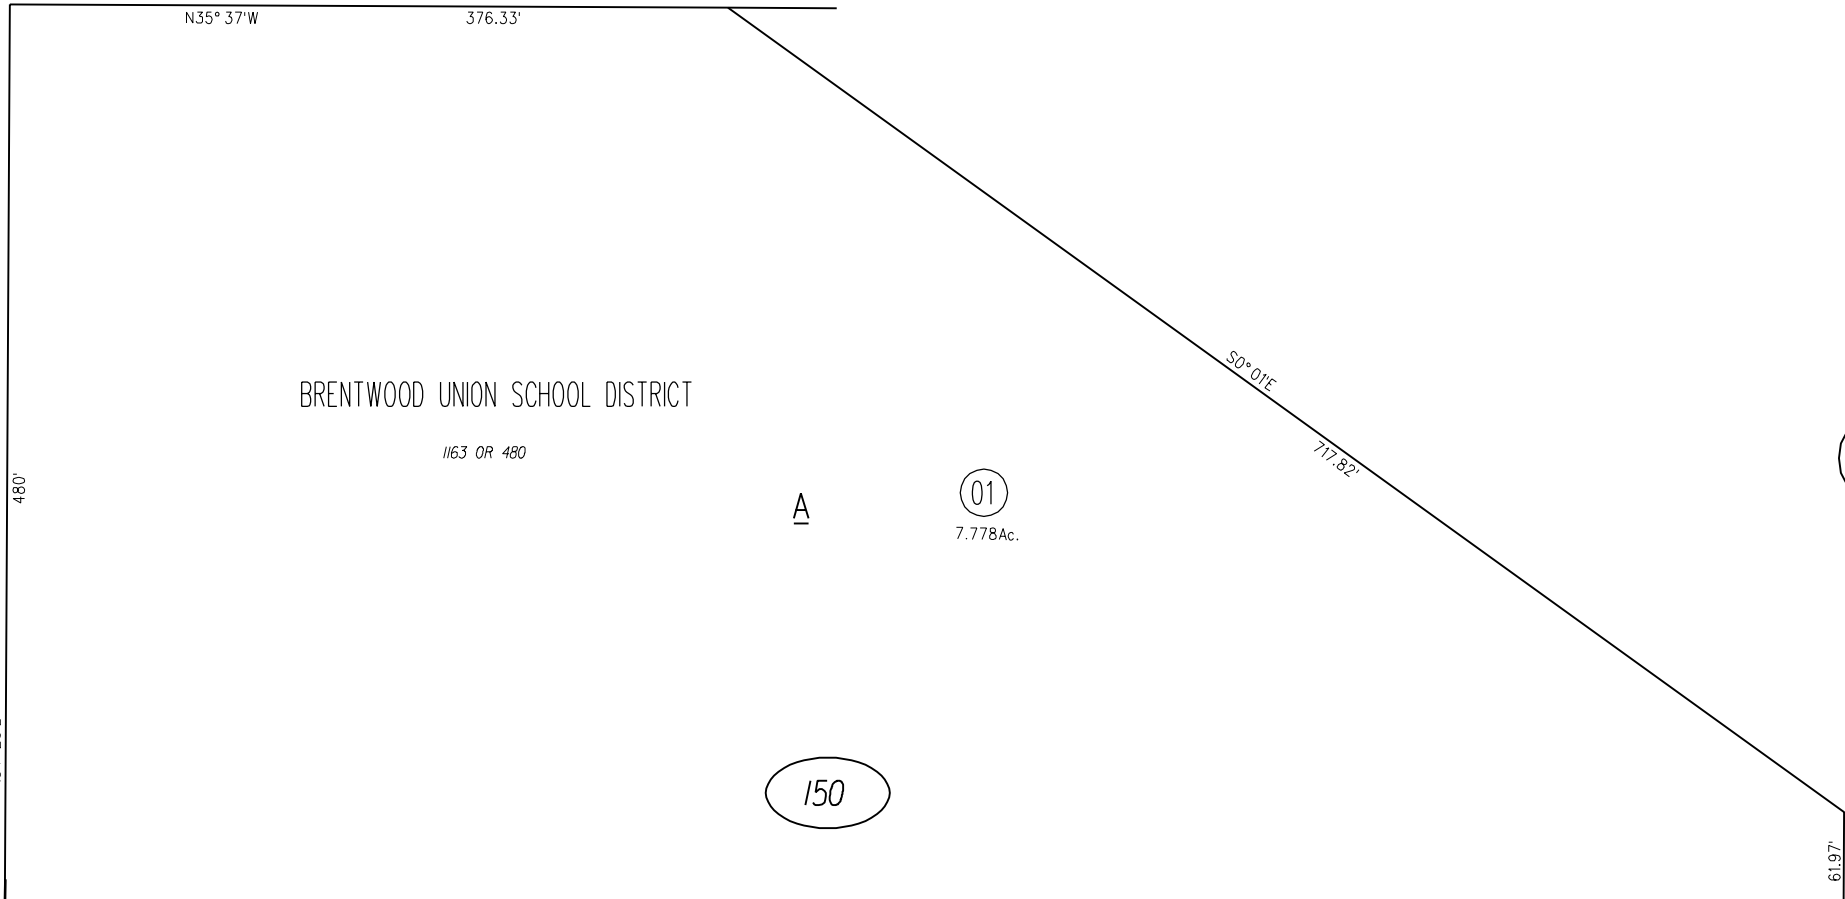 N35° 37'W 376.33'
S0° 01'E
717.82'
BRENTWOOD UNION SCHOOL DISTRICT
1163 OR 480
480'
A
01
7.778Ac.
150
61.97'